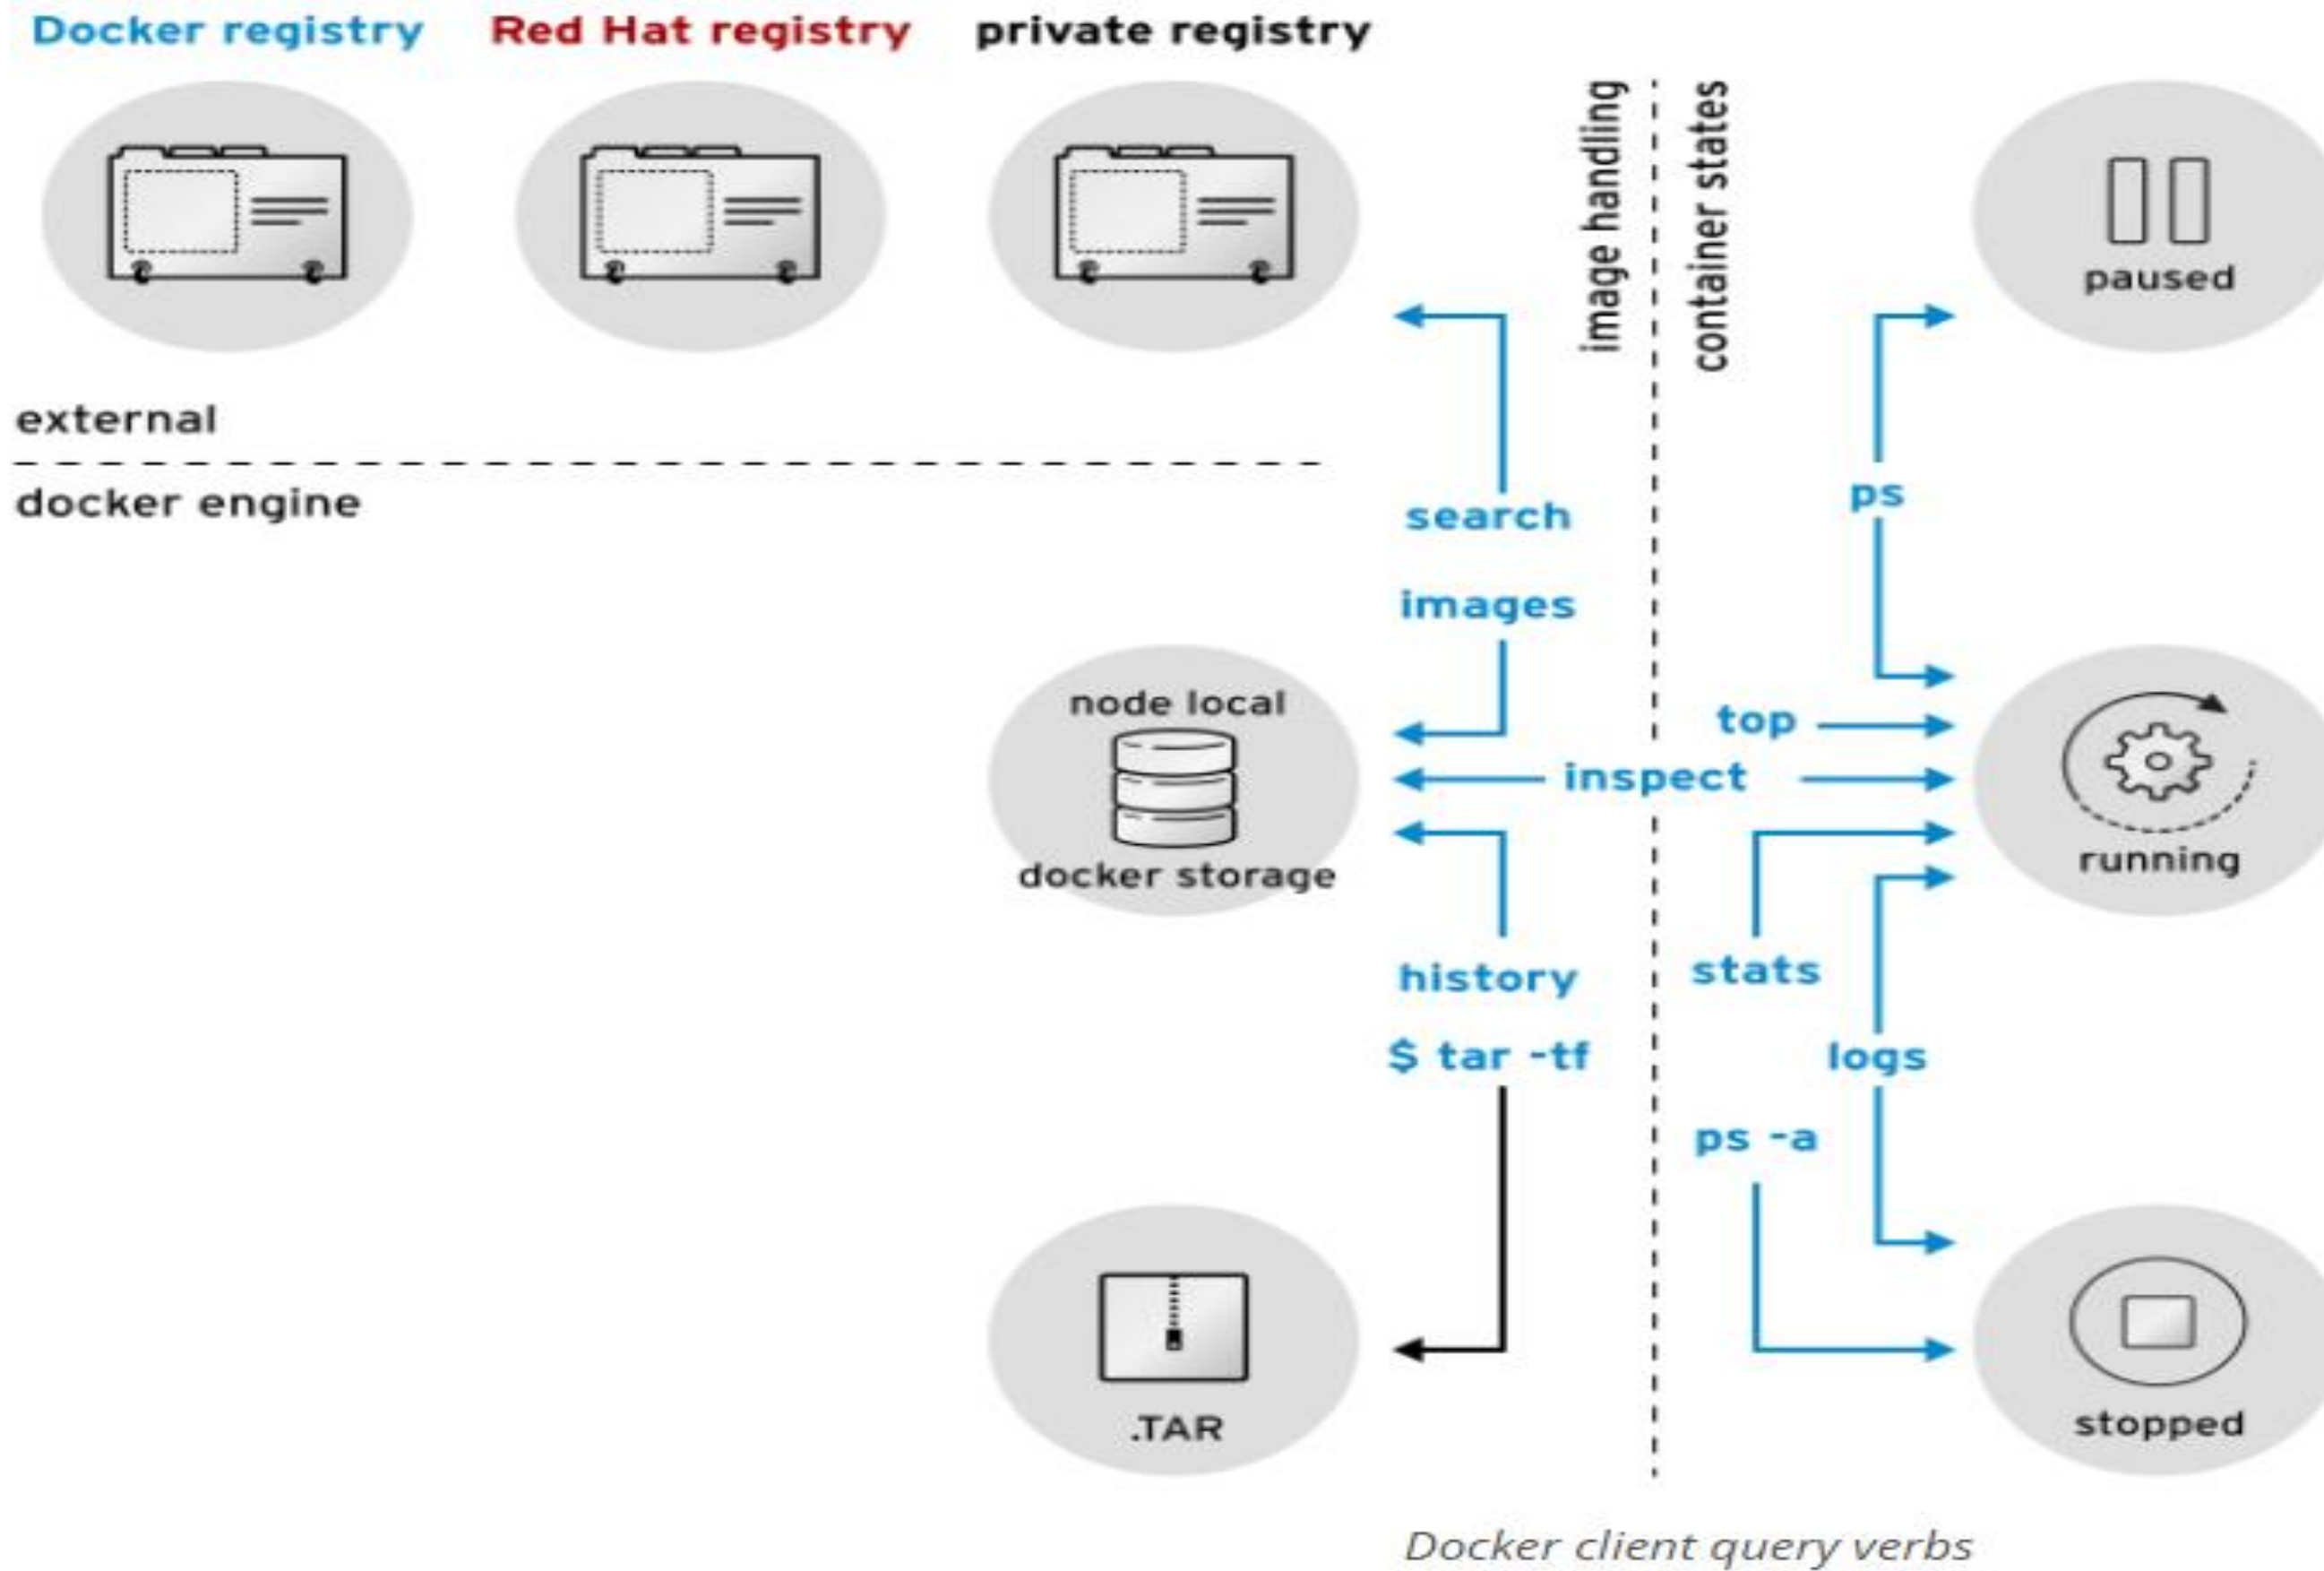 Docker registry
Red Hat registry
private registry
image handling
container states
paused
external
docker engine
search
ps
images
node local
docker storage
top
inspect
running
history
stats
$ tar -tf
logs
ps -a
.TAR
stopped
Docker client query verbs